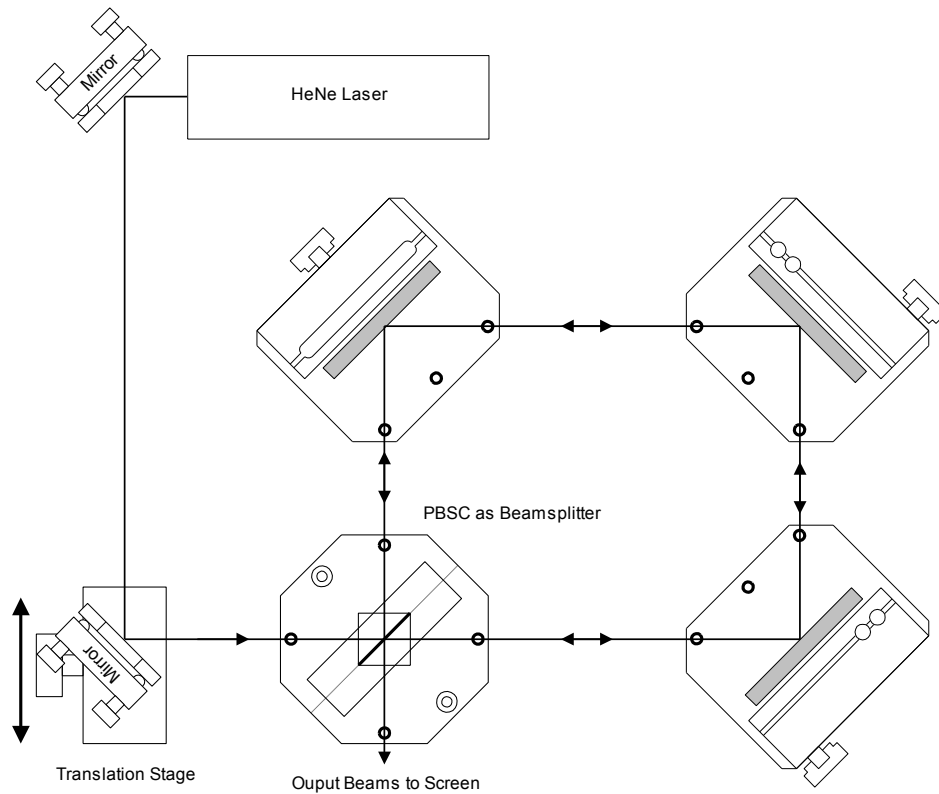 Mirror
HeNe Laser
PBSC as Beamsplitter
Mirror
Translation Stage
Ouput Beams to Screen